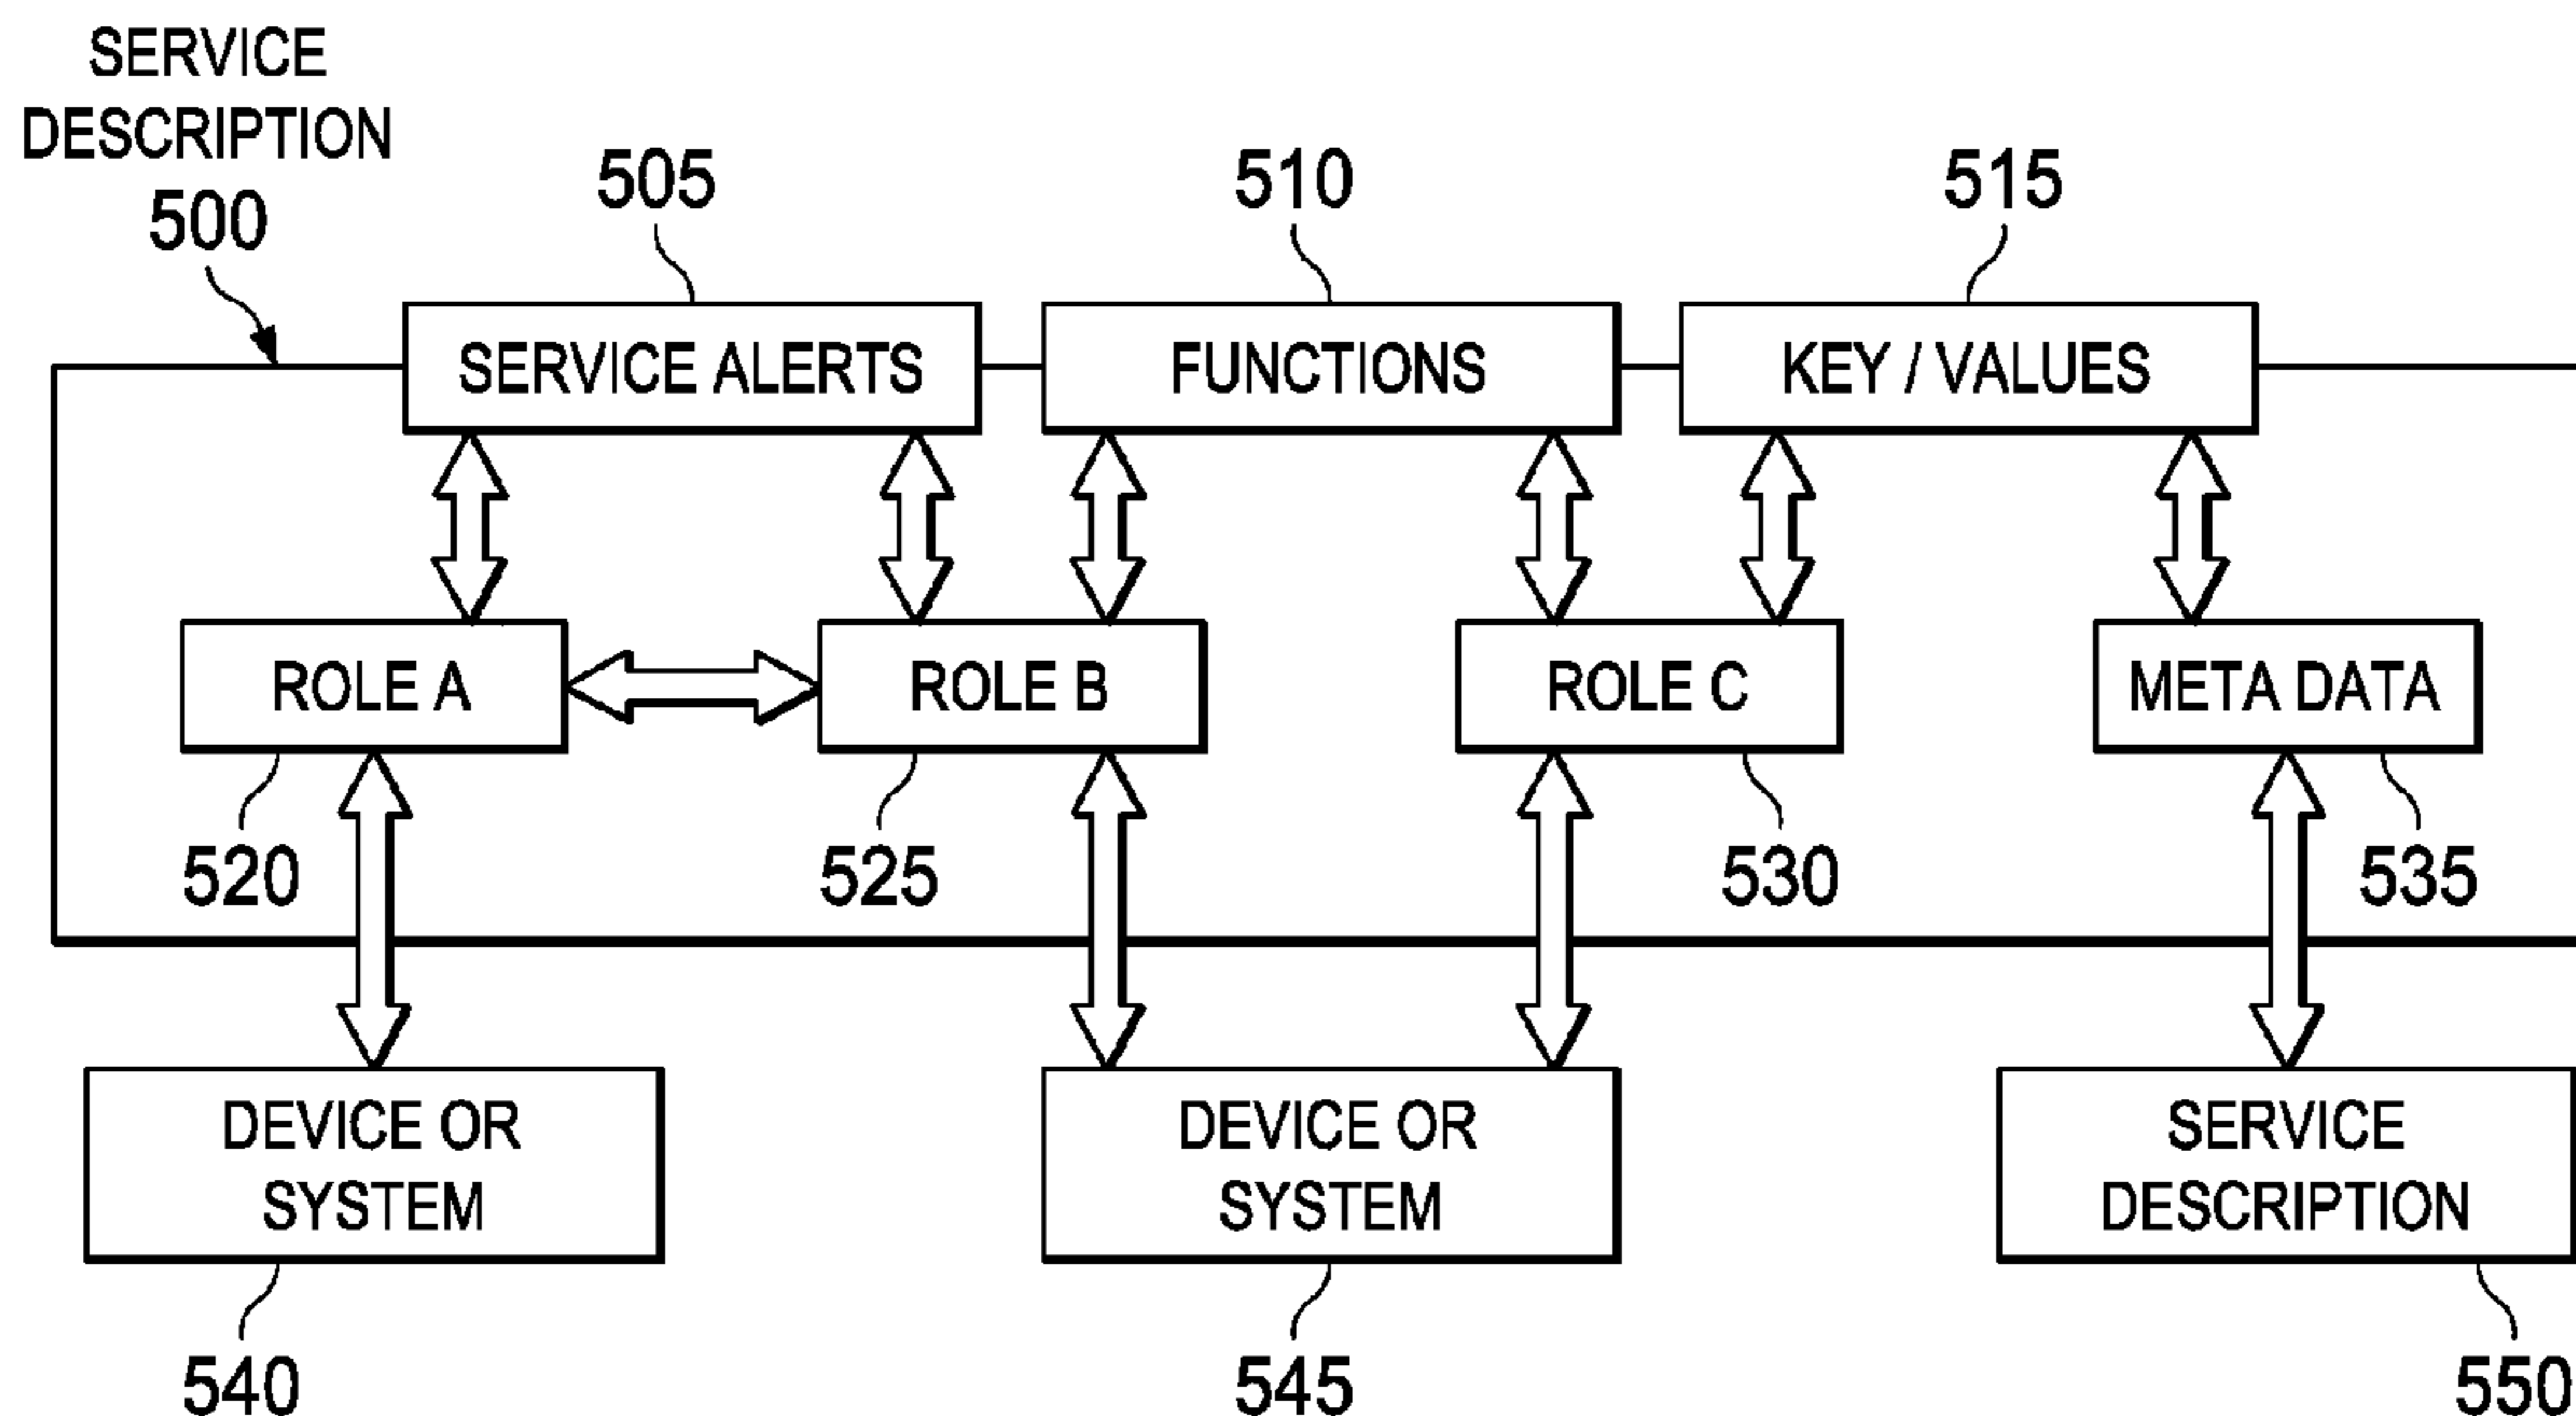 SERVICE
DESCRIPTION
500
505
510
515
SERVICE ALERTS
FUNCTIONS
KEY / VALUES
ROLE A
ROLE B
ROLE C
META DATA
520
525
530
535
DEVICE OR
SYSTEM
DEVICE OR
SYSTEM
SERVICE
DESCRIPTION
540
545
550